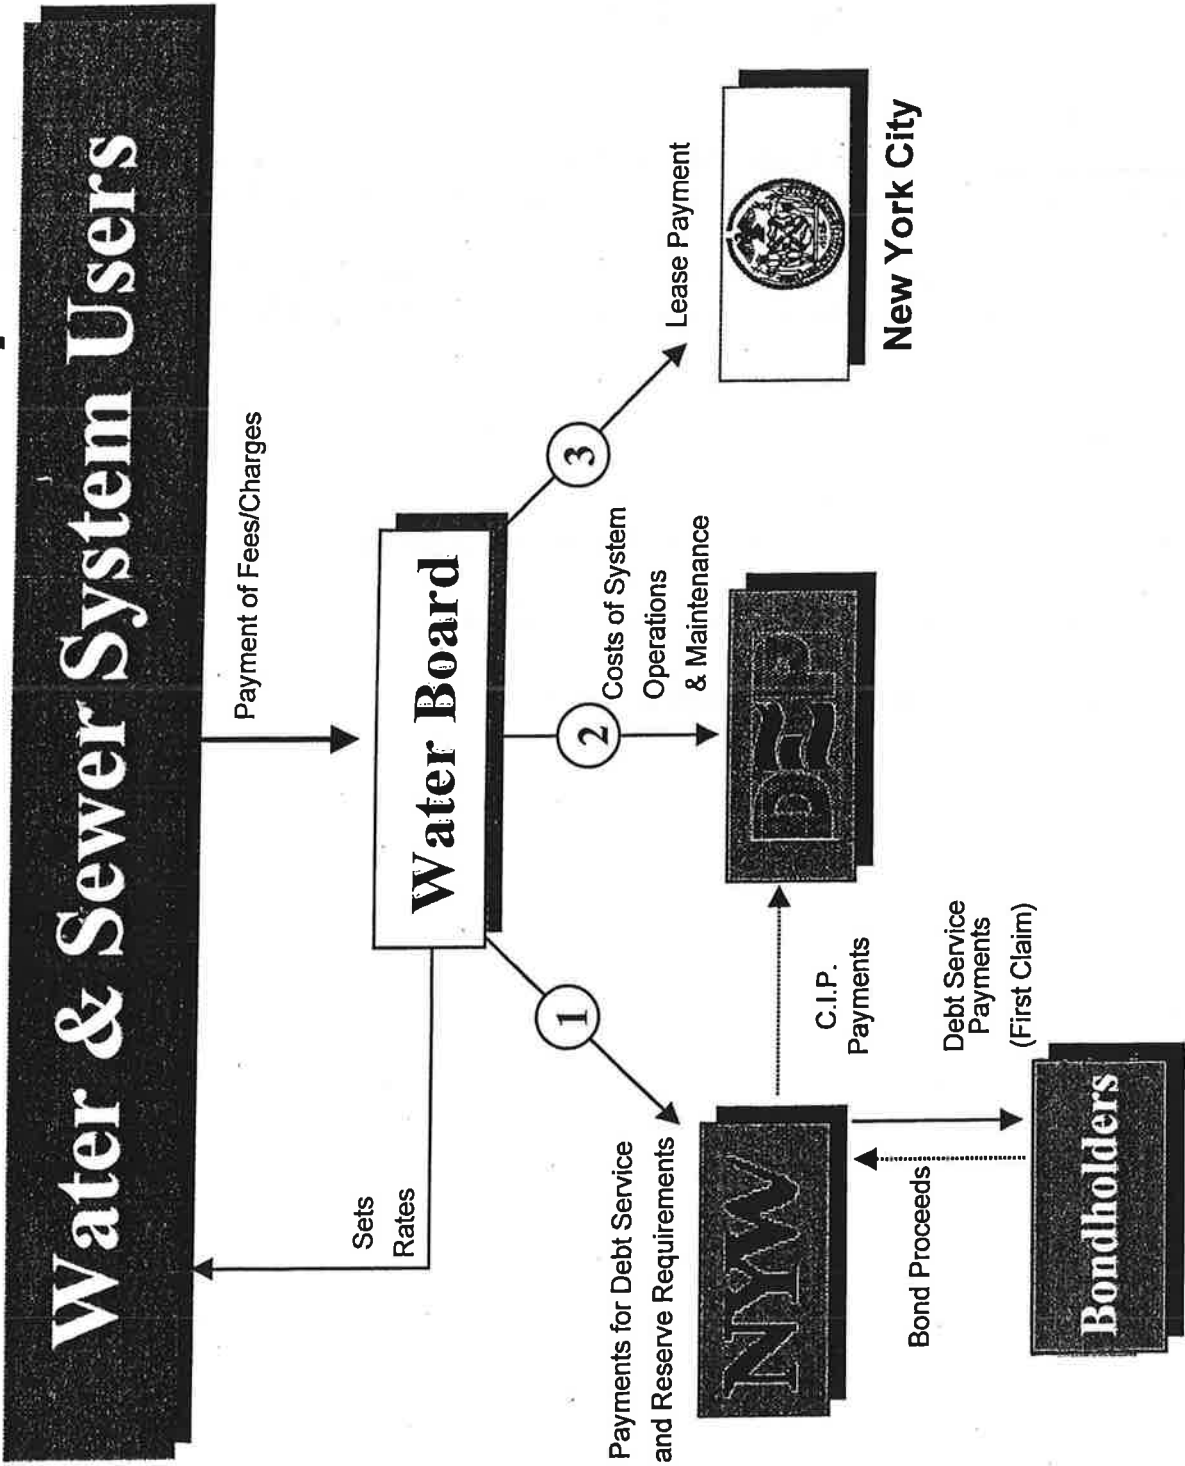 Water & Sewer System Users
Payment of Fees/Charges
Sets
Rates
Water Board
1
2
3
Payments for Debt Service
and Reserve Requirements
Costs of System
Operations
& Maintenance
Lease Payment
NYW
C.I.P.
Payments
DEP
New York City
Bond Proceeds
Debt Service
Payments
(First Claim)
Bondholders